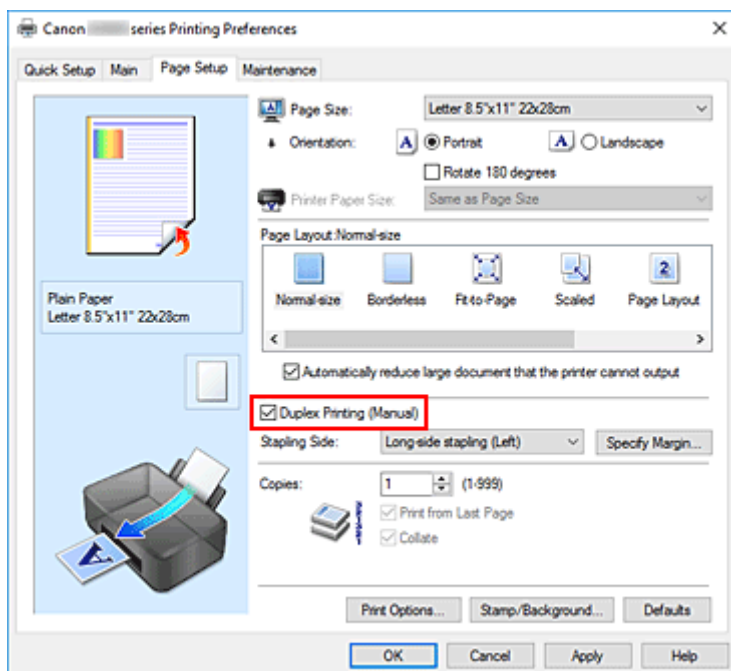 Canon series Printing Preferences
Quick Setup Main Page Setup Maintenance
Page Size: Letter 8.5"x11" 22x28cm
Orientation: A Portrait A Landscape
Rotate 180 degrees
Printer Paper Size: Same as Page Size
Page Layout:Normal-size
2
Normal-size Borderless Fit-to-Page Scaled Page Layout
Plain Paper
Letter 8.5"x11" 22x28cm
Automatically reduce large document that the printer cannot output
Duplex Printing (Manual)
Stapling Side: Long-side stapling (Left) Specify Margin...
Copies: 1 (1-999)
Print from Last Page
Collate
A
Print Options... Stamp/Background... Defaults
OK Cancel Apply Help